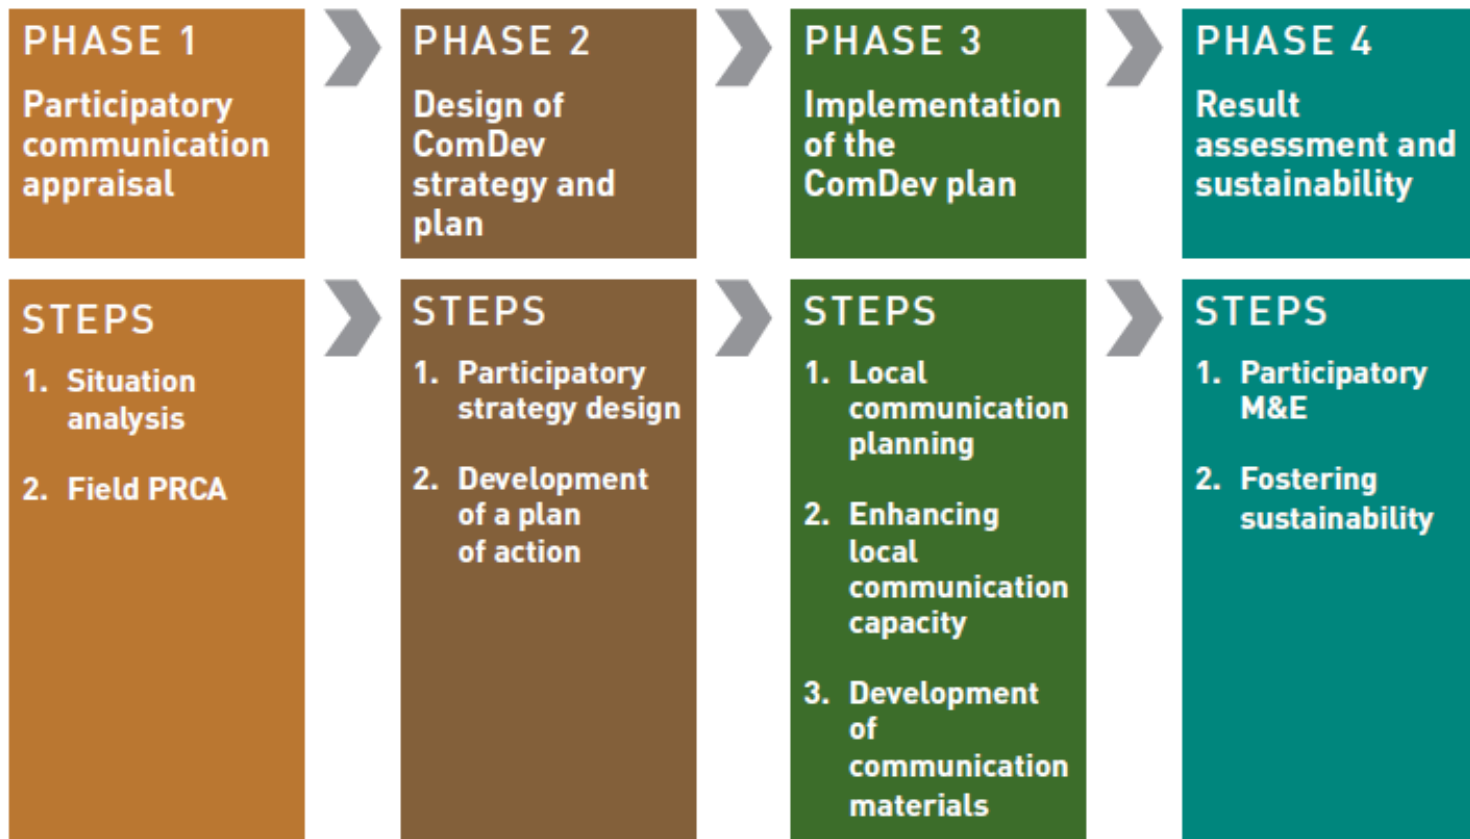 PHASE 1
Participatory
communication
appraisal
PHASE 2
Design of
ComDev
strategy and
plan
PHASE 3
Implementation
of the
ComDev plan
PHASE 4
Result
assessment and
sustainability
STEPS
1. Situation
analysis
2. Field PRCA
STEPS
1. Participatory
strategy design
2. Development
of a plan
of action
STEPS
1. Local
communication
planning
2. Enhancing
local
communication
capacity
3. Development
of
communication
materials
STEPS
1. Participatory
M&E
2. Fostering
sustainability